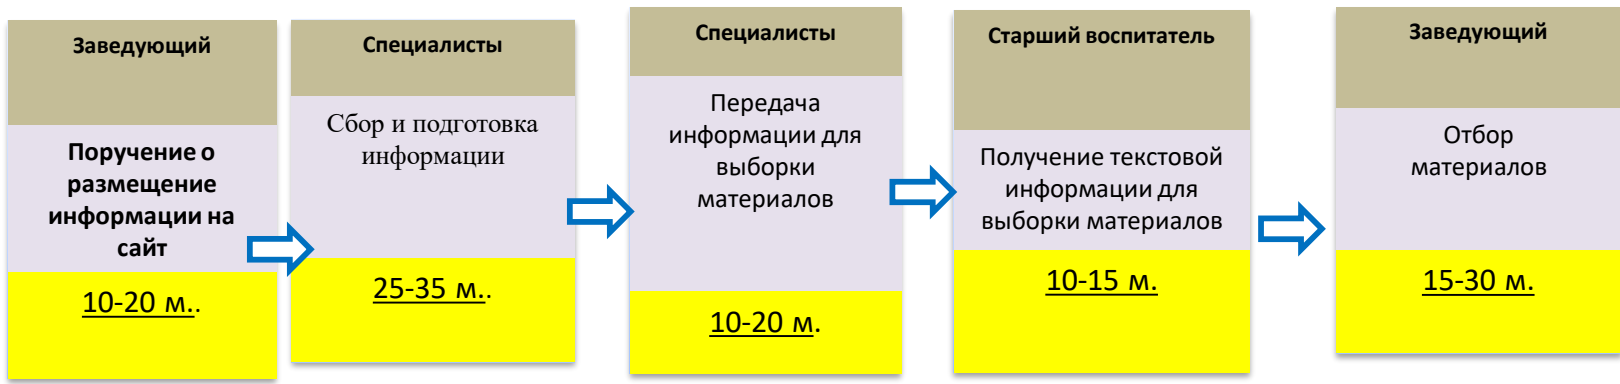 Заведующий
Поручение о
размещение
информации на
сайт
10-20 м..
Специалисты
Сбор и подготовка
информации
25-35 м..
Специалисты
Передача
информации для
выборки
материалов
10-20 м.
Старший воспитатель
Получение текстовой
информации для
выборки материалов
10-15 м.
Заведующий
Отбор
материалов
15-30 м.